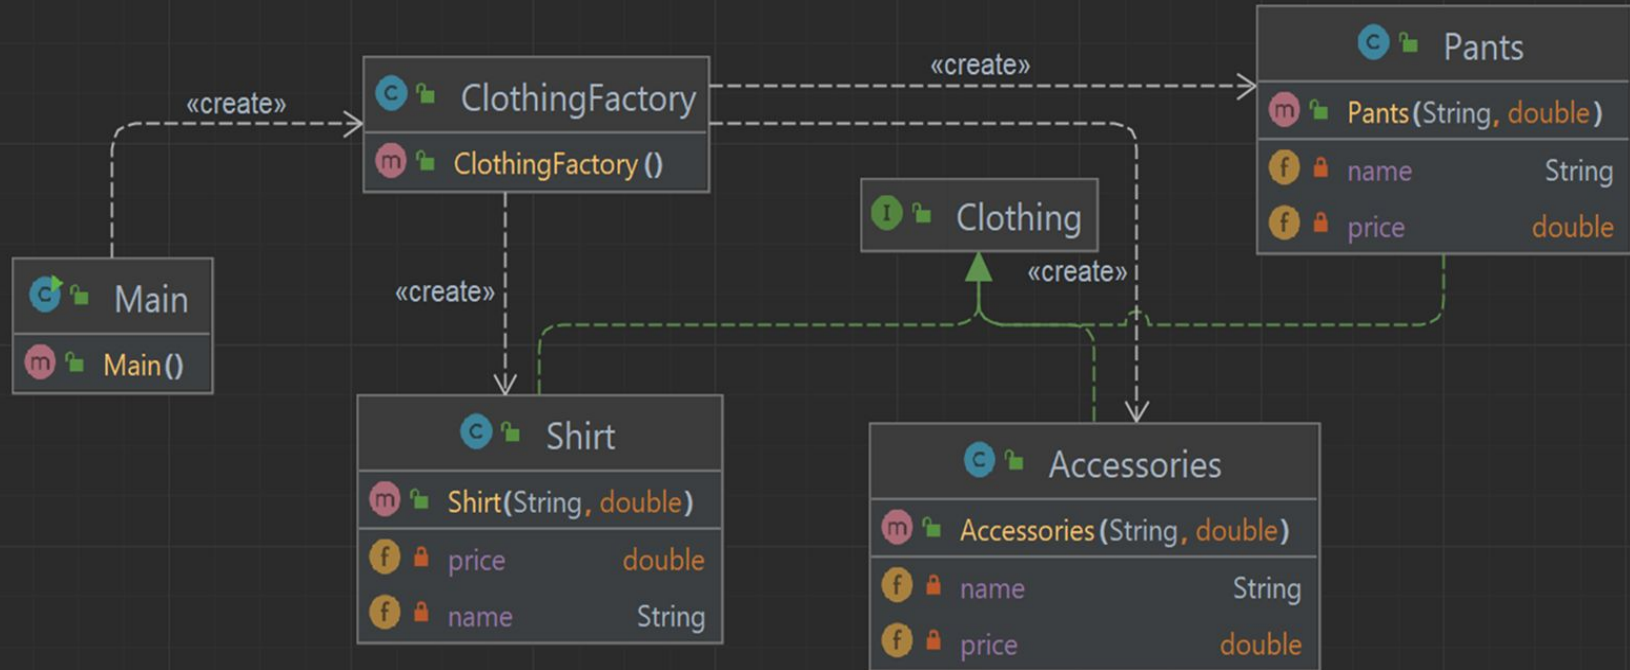 «create»
C ClothingFactory
m ClothingFactory()
«create»
C Pants
m Pants(String, double)
f name String
f price double
I Clothing
«create»
«create»
C Main
m Main()
C Shirt
m Shirt(String, double)
f price double
f name String
C Accessories
m Accessories(String, double)
f name String
f price double